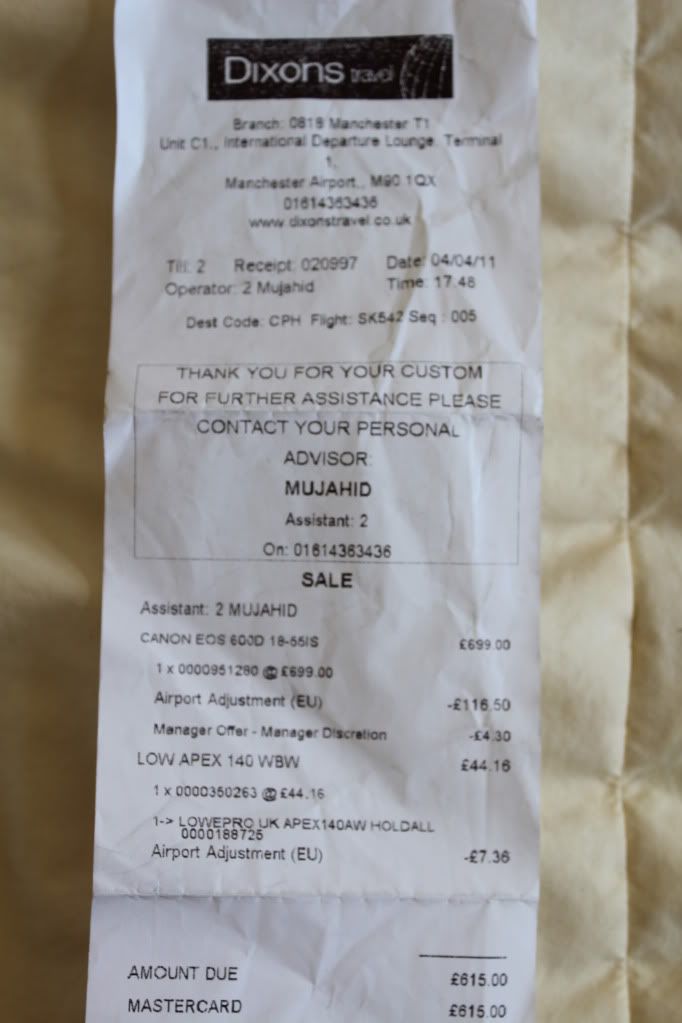 Dixons travel
Branch: 0818 Manchester T1
Unit C1., International Departure Lounge, Terminal
1,
Manchester Airport,, M90 1QX
01614363436
www.dixonstravel.co.uk
Till: 2 Receipt: 020997 Date: 04/04/11
Operator: 2 Mujahid Time: 17.46
Dest Code: CPH Flight: SK542 Seq : 005
THANK YOU FOR YOUR CUSTOM
FOR FURTHER ASSISTANCE PLEASE
CONTACT YOUR PERSONAL
ADVISOR:
MUJAHID
Assistant: 2
On: 01614363436
SALE
Assistant: 2 MUJAHID
CANON EOS 600D 18-55IS £699.00
1 x 0000951280 @ £699.00
Airport Adjustment (EU) -£116.50
Manager Offer - Manager Discretion -£4.30
LOW APEX 140 WBW £44.16
1 x 0000350263 @ £44.16
1-> LOWEPRO UK APEX140AW HOLDALL
0000188725
Airport Adjustment (EU) -£7.36
AMOUNT DUE £615.00
MASTERCARD £615.00